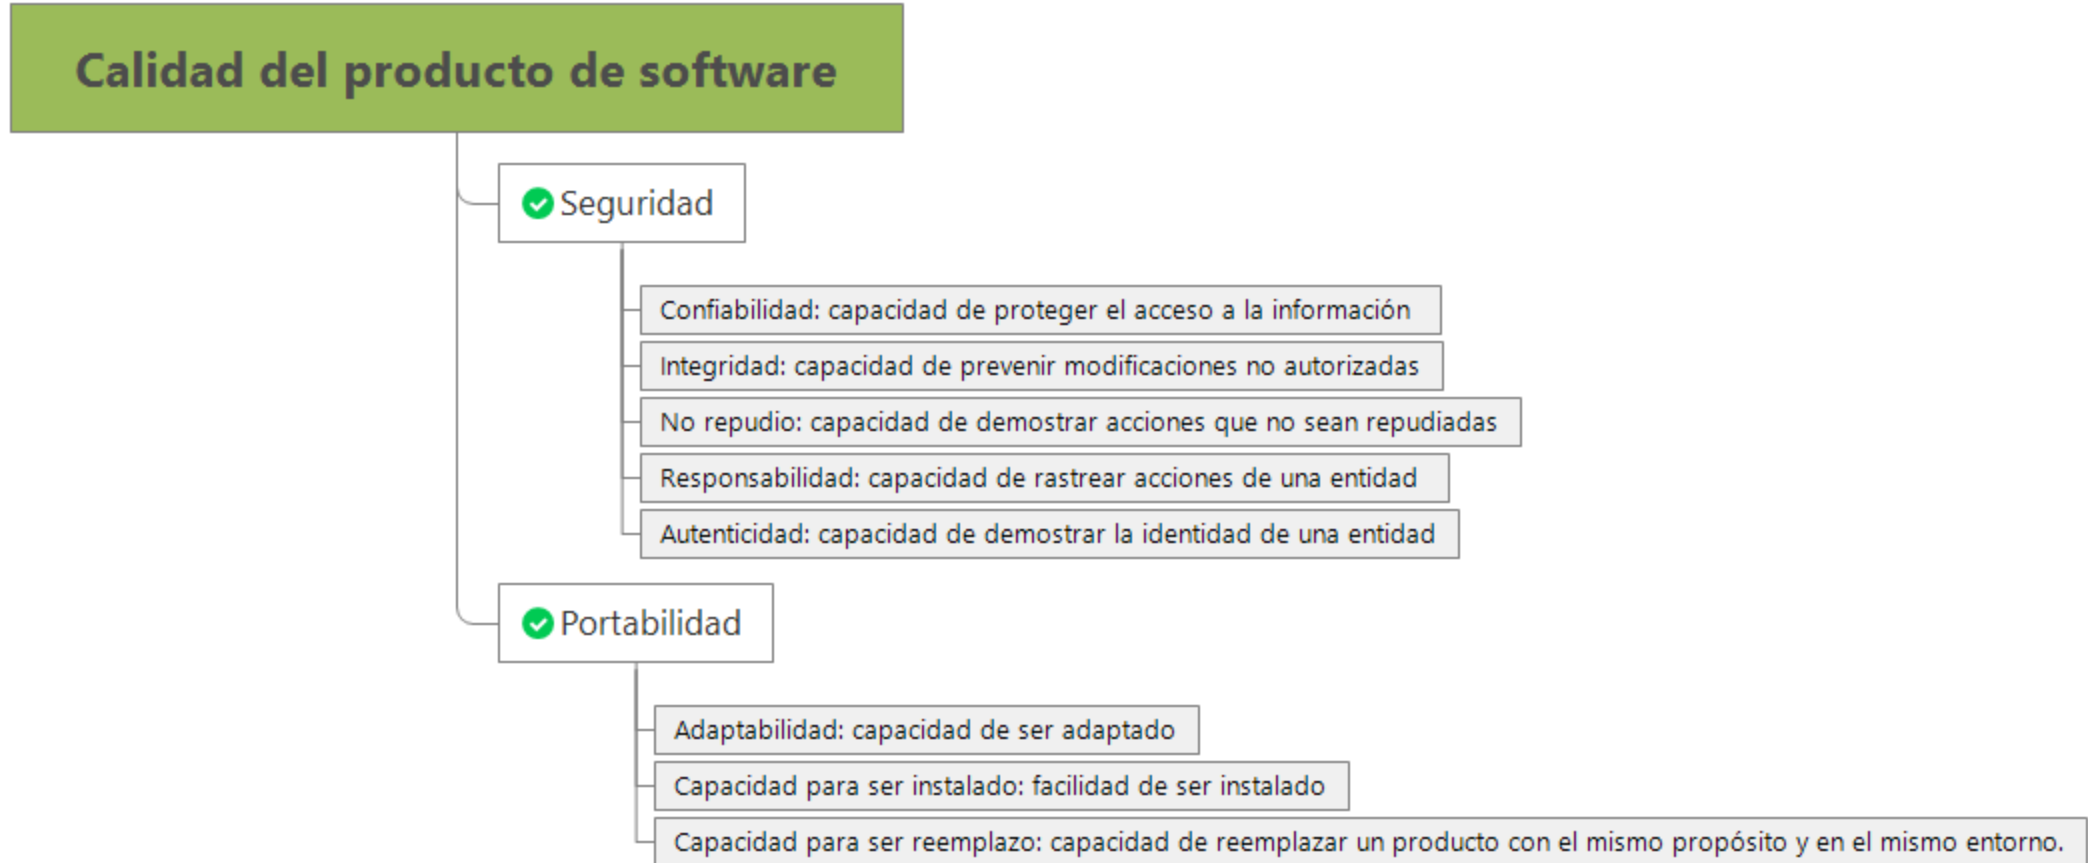 Calidad del producto de software
Seguridad
Confiabilidad: capacidad de proteger el acceso a la información
Integridad: capacidad de prevenir modificaciones no autorizadas
No repudio: capacidad de demostrar acciones que no sean repudiadas
Responsabilidad: capacidad de rastrear acciones de una entidad
Autenticidad: capacidad de demostrar la identidad de una entidad
Portabilidad
Adaptabilidad: capacidad de ser adaptado
Capacidad para ser instalado: facilidad de ser instalado
Capacidad para ser reemplazo: capacidad de reemplazar un producto con el mismo propósito y en el mismo entorno.